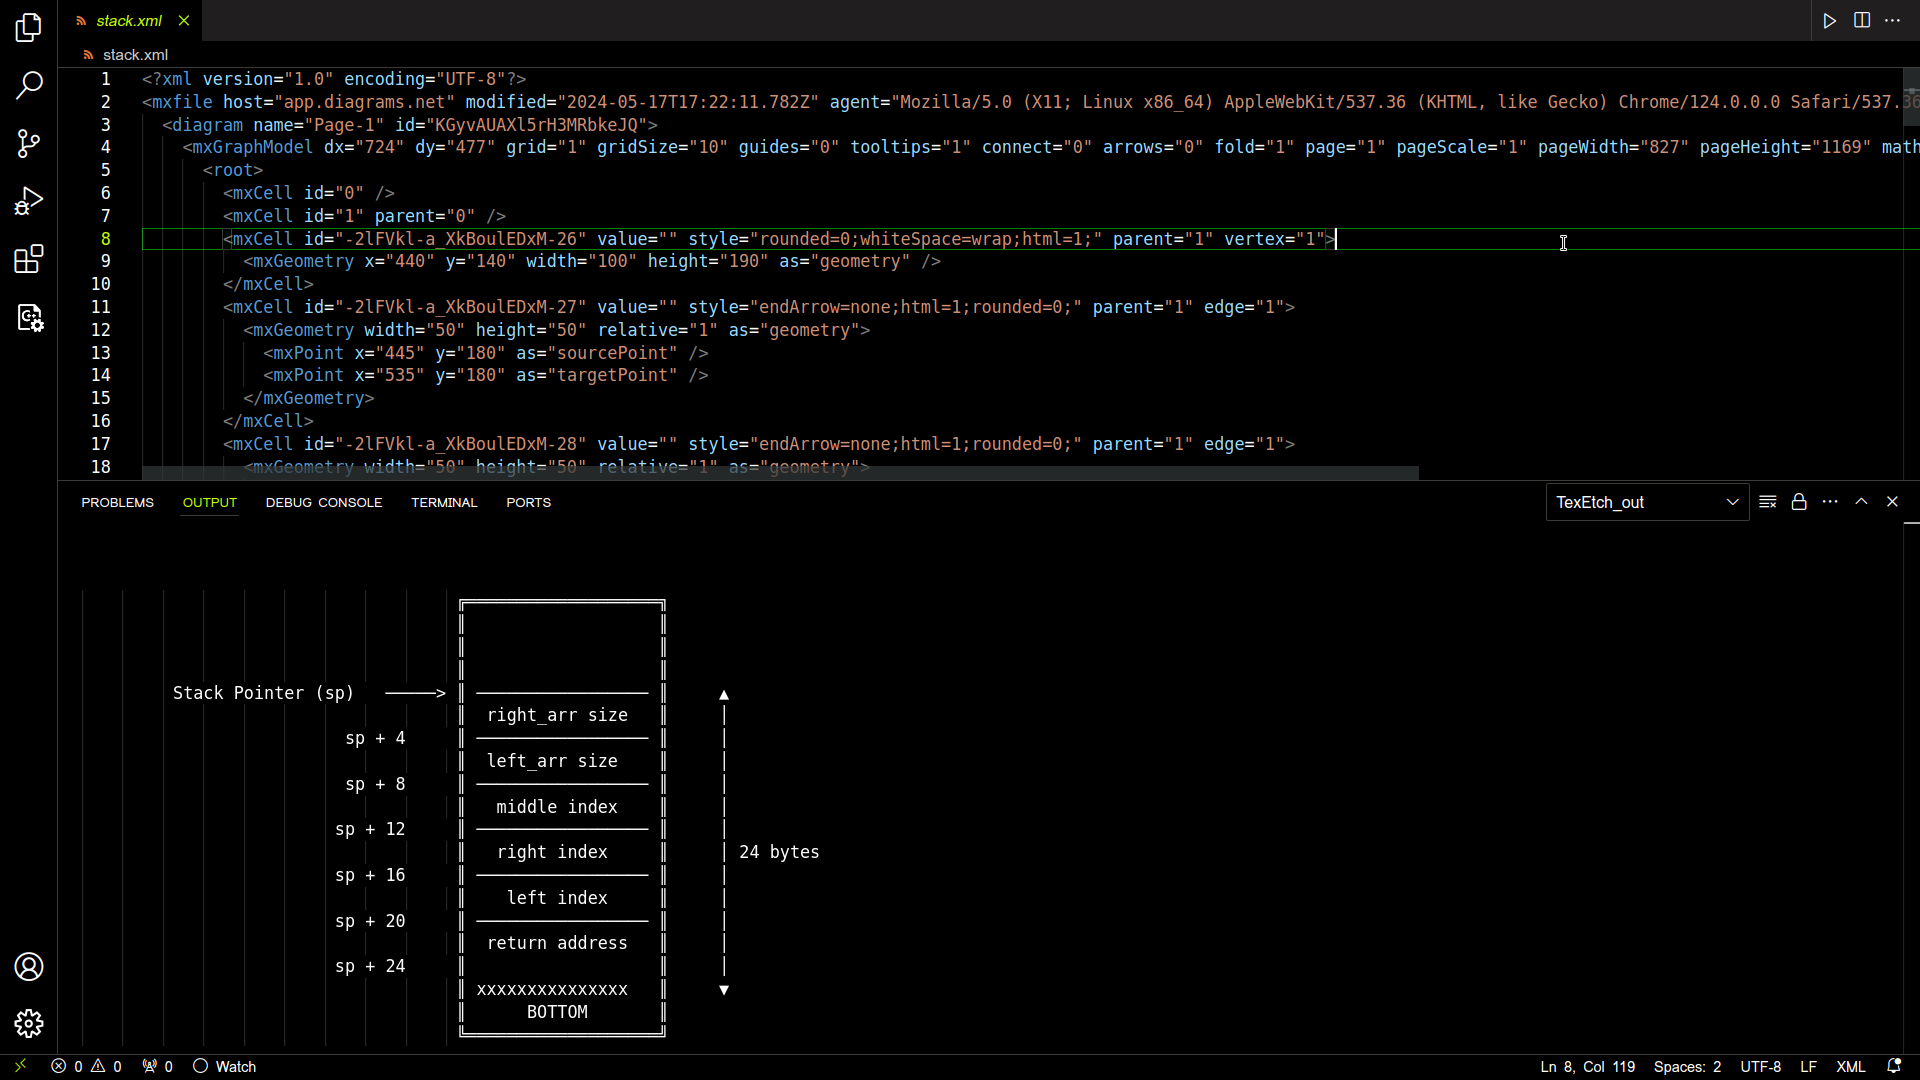 stack.xml
stack.xml
1 <?xml version="1.0" encoding="UTF-8"?>
2 <mxfile host="app.diagrams.net" modified="2024-05-17T17:22:11.782Z" agent="Mozilla/5.0 (X11; Linux x86_64) AppleWebKit/537.36 (KHTML, like Gecko) Chrome/124.0.0.0 Safari/537.36
3 <diagram name="Page-1" id="KGyvAUAXl5rH3MRbkeJQ">
4 <mxGraphModel dx="724" dy="477" grid="1" gridSize="10" guides="0" tooltips="1" connect="0" arrows="0" fold="1" page="1" pageScale="1" pageWidth="827" pageHeight="1169" math
5 <root>
6 <mxCell id="0" />
7 <mxCell id="1" parent="0" />
8 <mxCell id="-2lFVkl-a_XkBoulEDxM-26" value="" style="rounded=0;whiteSpace=wrap;html=1;" parent="1" vertex="1">
9 <mxGeometry x="440" y="140" width="100" height="190" as="geometry" />
10 </mxCell>
11 <mxCell id="-2lFVkl-a_XkBoulEDxM-27" value="" style="endArrow=none;html=1;rounded=0;" parent="1" edge="1">
12 <mxGeometry width="50" height="50" relative="1" as="geometry">
13 <mxPoint x="445" y="180" as="sourcePoint" />
14 <mxPoint x="535" y="180" as="targetPoint" />
15 </mxGeometry>
16 </mxCell>
17 <mxCell id="-2lFVkl-a_XkBoulEDxM-28" value="" style="endArrow=none;html=1;rounded=0;" parent="1" edge="1">
18 <mxGeometry width="50" height="50" relative="1" as="geometry">
PROBLEMS OUTPUT DEBUG CONSOLE TERMINAL PORTS TexEtch_out
Stack Pointer (sp)
right_arr size
sp + 4
left_arr size
sp + 8
middle index
sp + 12
right index 24 bytes
sp + 16
left index
sp + 20
return address
sp + 24
xxxxxxxxxxxxxxx
BOTTOM
0 0 0 Watch Ln 8, Col 119 Spaces: 2 UTF-8 LF XML